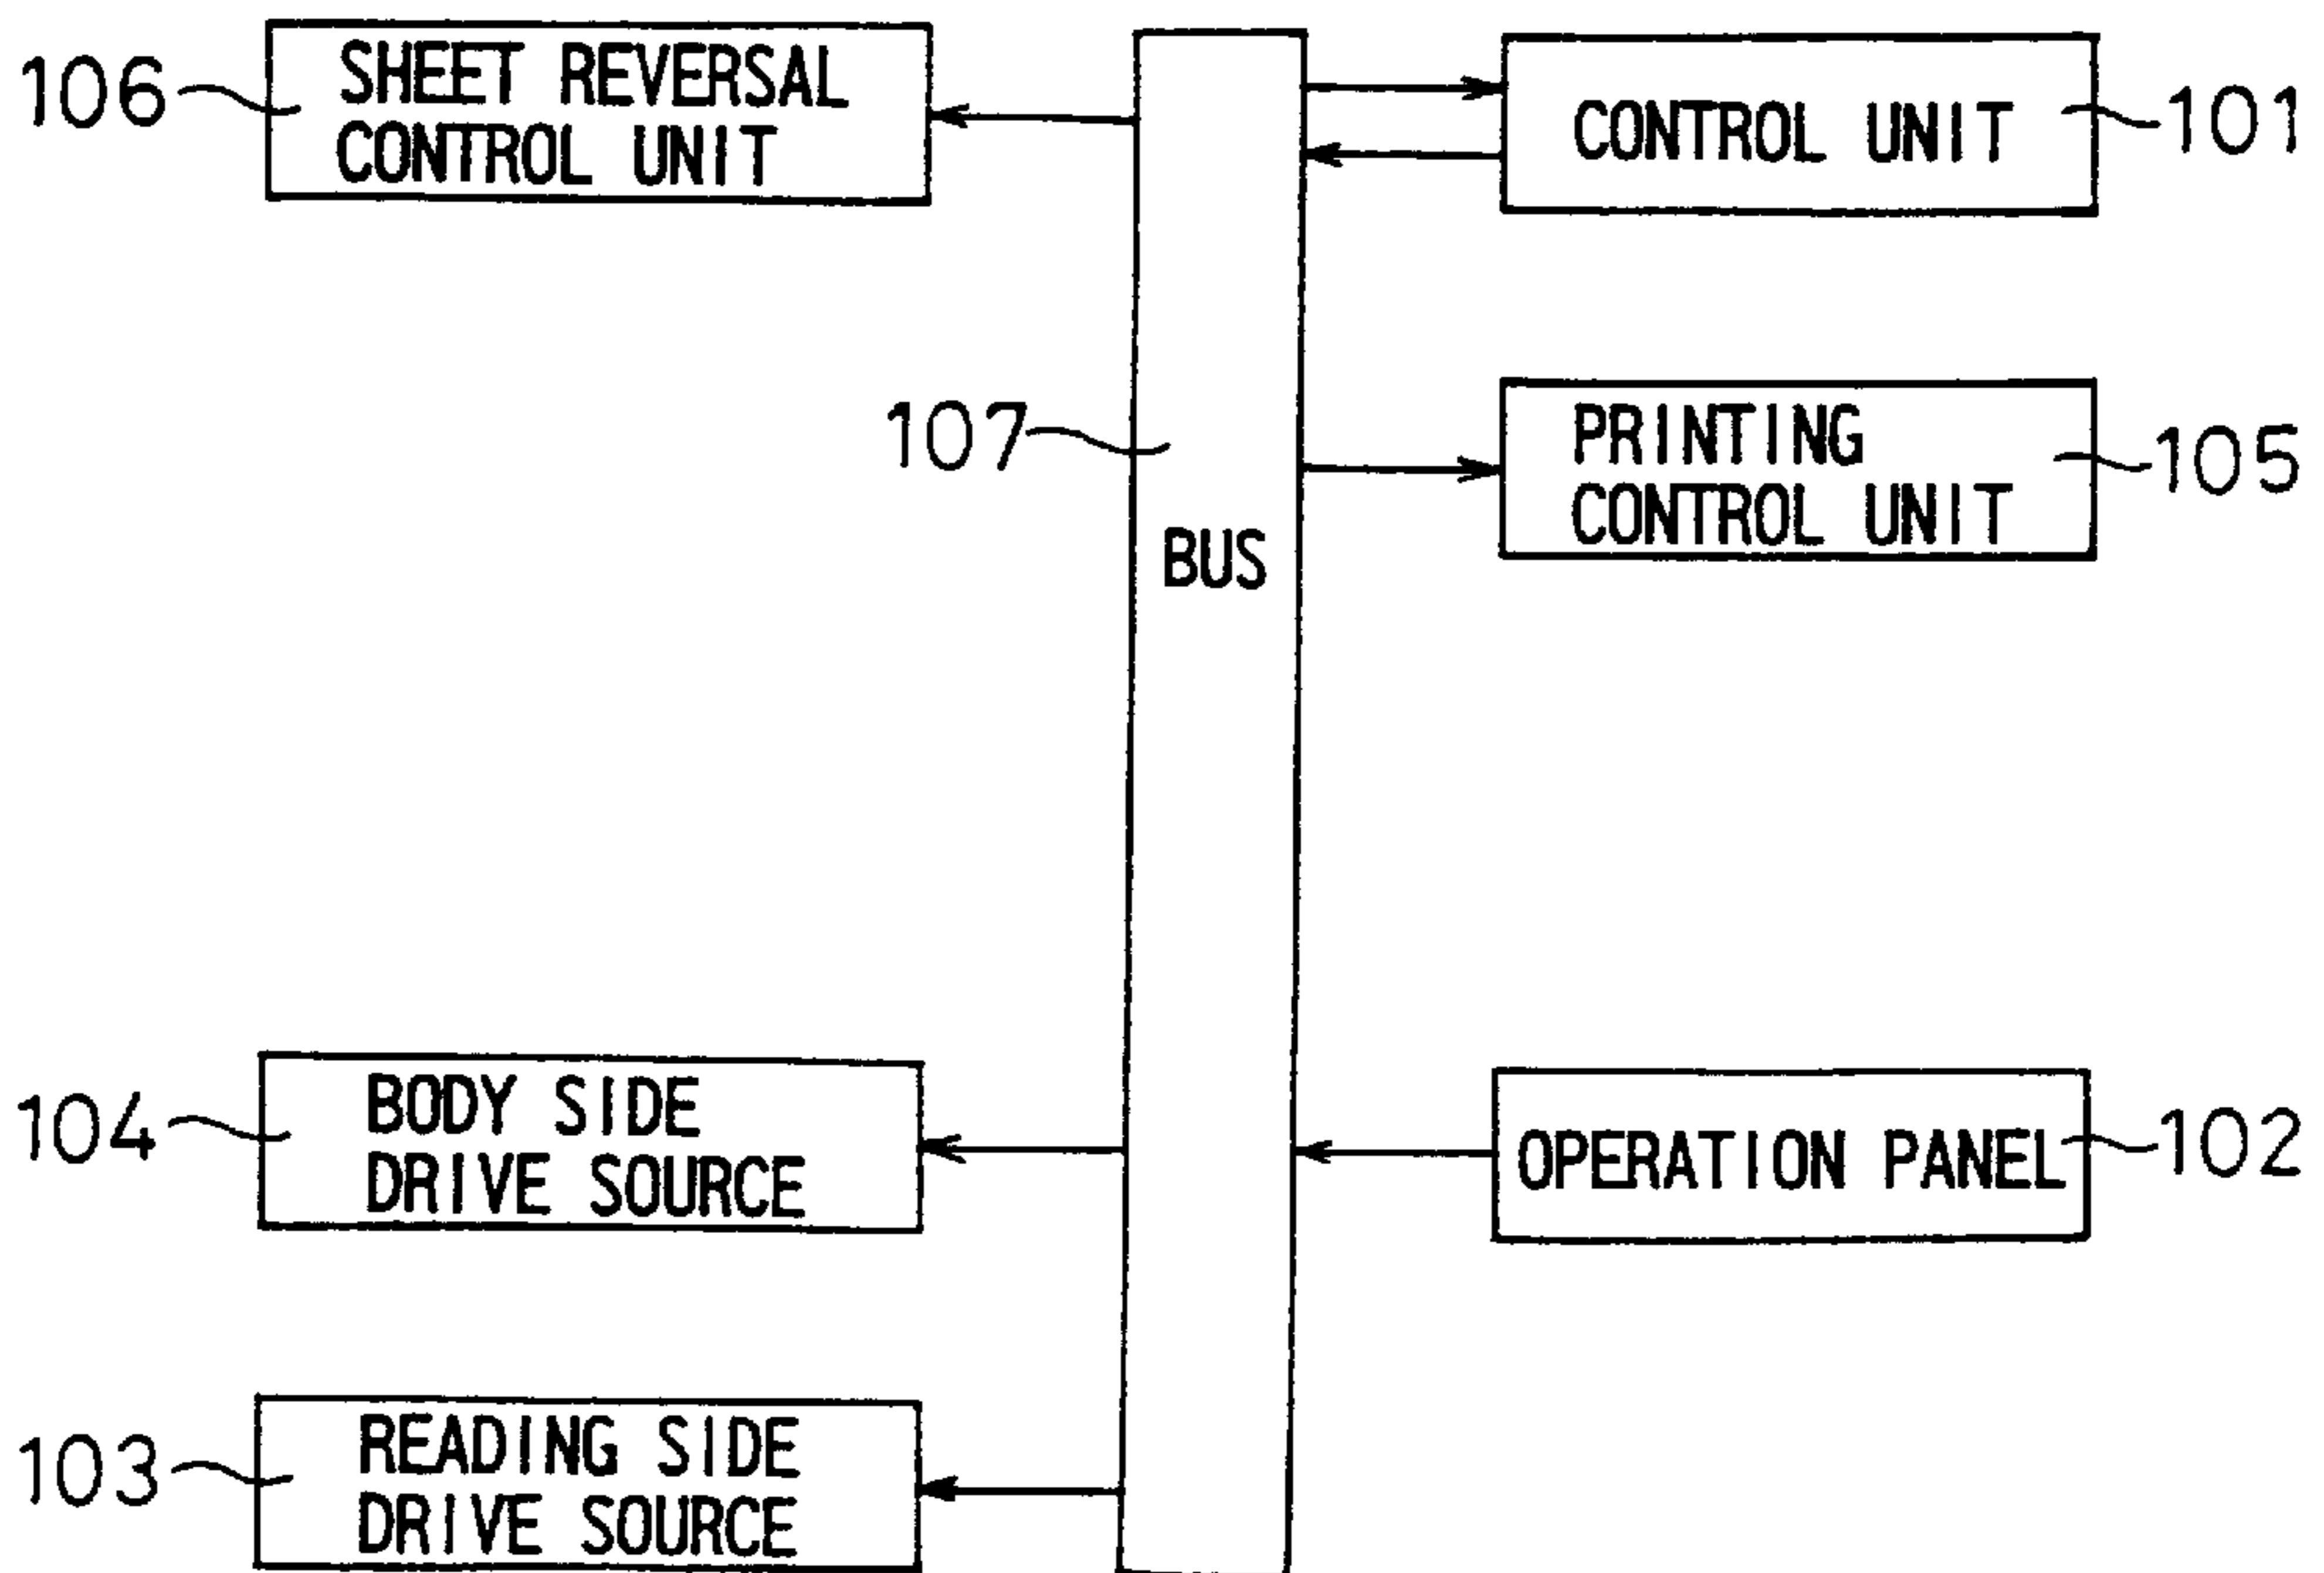 106
SHEET REVERSAL
CONTROL UNIT
CONTROL UNIT
101
107
BUS
PRINTING
CONTROL UNIT
105
104
BODY SIDE
DRIVE SOURCE
OPERATION PANEL
102
103
READING SIDE
DRIVE SOURCE